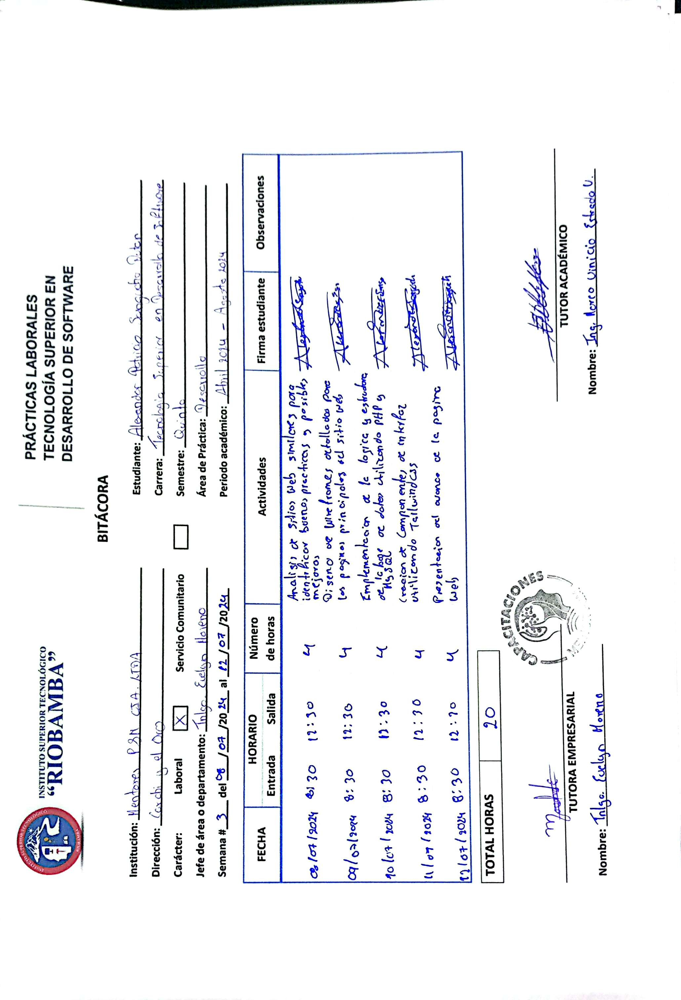 INSTITUTO SUPERIOR TECNOLÓGICO
“RIOBAMBA”
PRÁCTICAS LABORALES
TECNOLOGÍA SUPERIOR EN
DESARROLLO DE SOFTWARE
BITÁCORA
Institución: Mentores PSM CIA. LTDA
Dirección: Carchi y el Oro
Carácter: Laboral X Servicio Comunitario
Jefe de área o departamento: Tnlga. Evelyn Moreno
Semana # 3 del 08/07/2024 al 12/07/2024
Estudiante: Alexander Patricio Sangacho
Carrera: Tecnologia Superior en Desarrollo de Software
Semestre: Quinto
Área de Práctica: Desarrollo
Periodo académico: Abril 2024 - Agosto 2024
FECHA HORARIO Número de horas Actividades Firma estudiante Observaciones
Entrada Salida
08/07/2024 8:30 12:30 4 Analisis de sitios web similares para
identificar buenas practicas y posibles
mejoras
09/07/2024 8:30 12:30 4 Diseno de wireframes detallados para
las paginas principales del sitio web
10/07/2024 8:30 12:30 4 Implementacion de la logica y estructura
de la base de datos utilizando PHP y
MySQL
11/07/2024 8:30 12:30 4 Creacion de Componentes de interfaz
utilizando Tailwindcss
12/07/2024 8:30 12:30 4 Presentacion del avance de la pagina
web
TOTAL HORAS 20
CAPACITACIONES
TUTORA EMPRESARIAL
Nombre: Tnlga. Evelyn Moreno
TUTOR ACADÉMICO
Nombre: Ing. Marco Vinicio Estrada V.